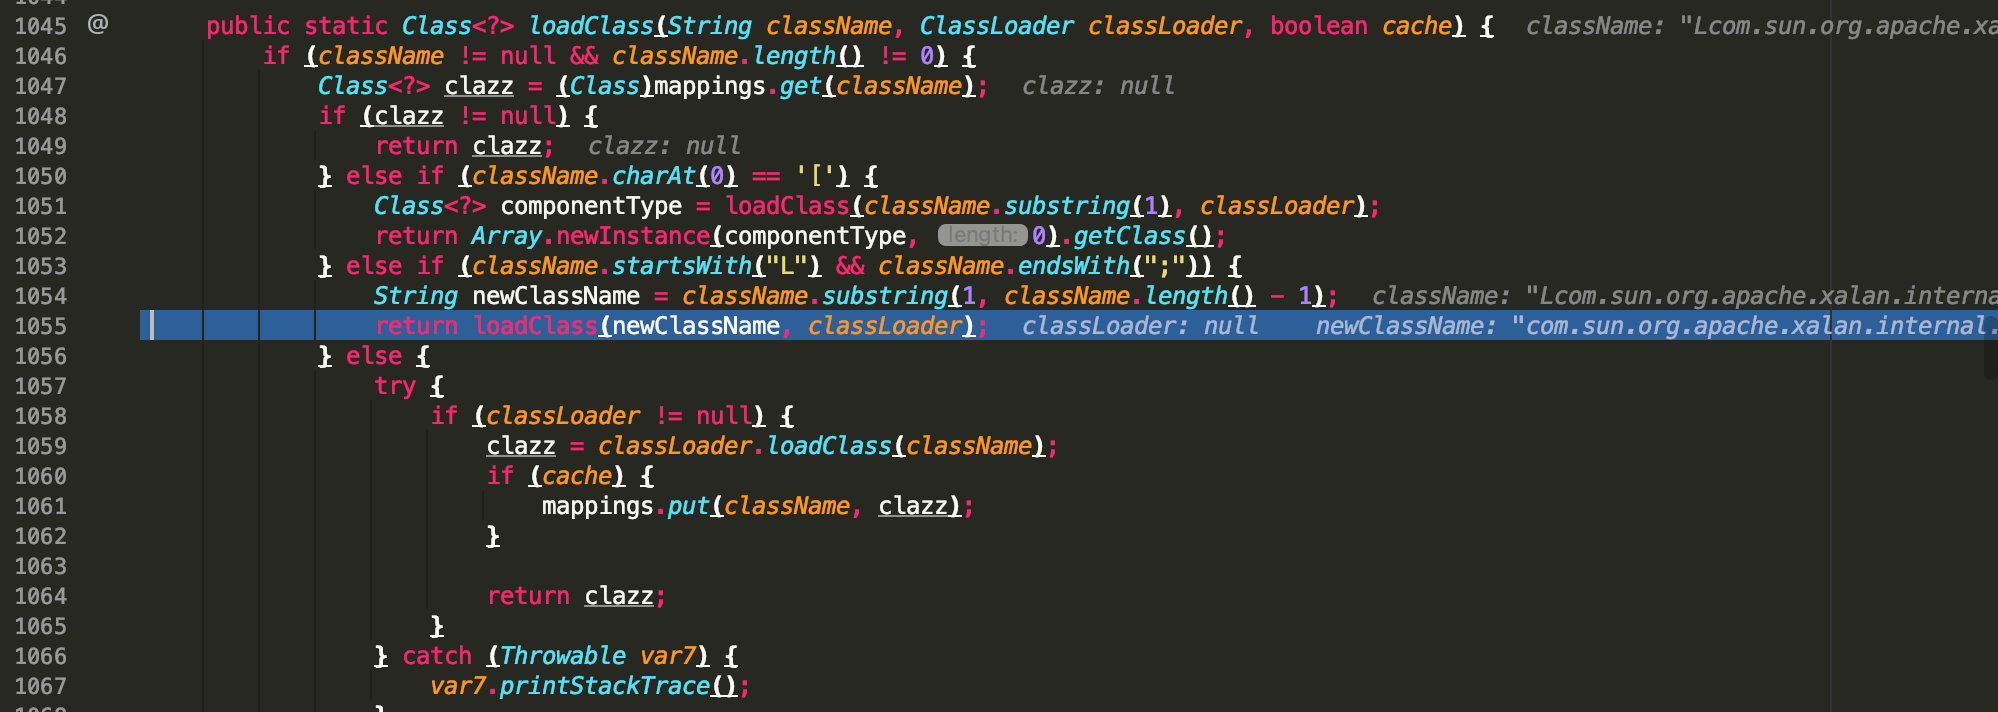 1045 @ public static Class<?> loadClass(String className, ClassLoader classLoader, boolean cache) { className: "Lcom.sun.org.apache.xa
1046 if (className != null && className.length() != 0) {
1047 Class<?> clazz = (Class)mappings.get(className); clazz: null
1048 if (clazz != null) {
1049 return clazz; clazz: null
1050 } else if (className.charAt(0) == '[') {
1051 Class<?> componentType = loadClass(className.substring(1), classLoader);
1052 return Array.newInstance(componentType, length: 0).getClass();
1053 } else if (className.startsWith("L") && className.endsWith(";")) {
1054 String newClassName = className.substring(1, className.length() - 1); className: "Lcom.sun.org.apache.xalan.interna
1055 return loadClass(newClassName, classLoader); classLoader: null newClassName: "com.sun.org.apache.xalan.internal.
1056 } else {
1057 try {
1058 if (classLoader != null) {
1059 clazz = classLoader.loadClass(className);
1060 if (cache) {
1061 mappings.put(className, clazz);
1062 }
1063
1064 return clazz;
1065 }
1066 } catch (Throwable var7) {
1067 var7.printStackTrace();